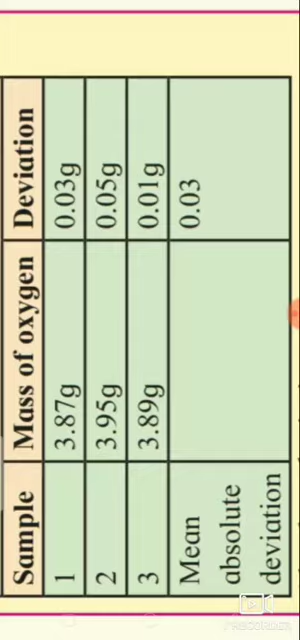 Sample Mass of oxygen Deviation
1 3.87g 0.03g
2 3.95g 0.05g
3 3.89g 0.01g
Mean 0.03
absolute
deviation
RECORDER